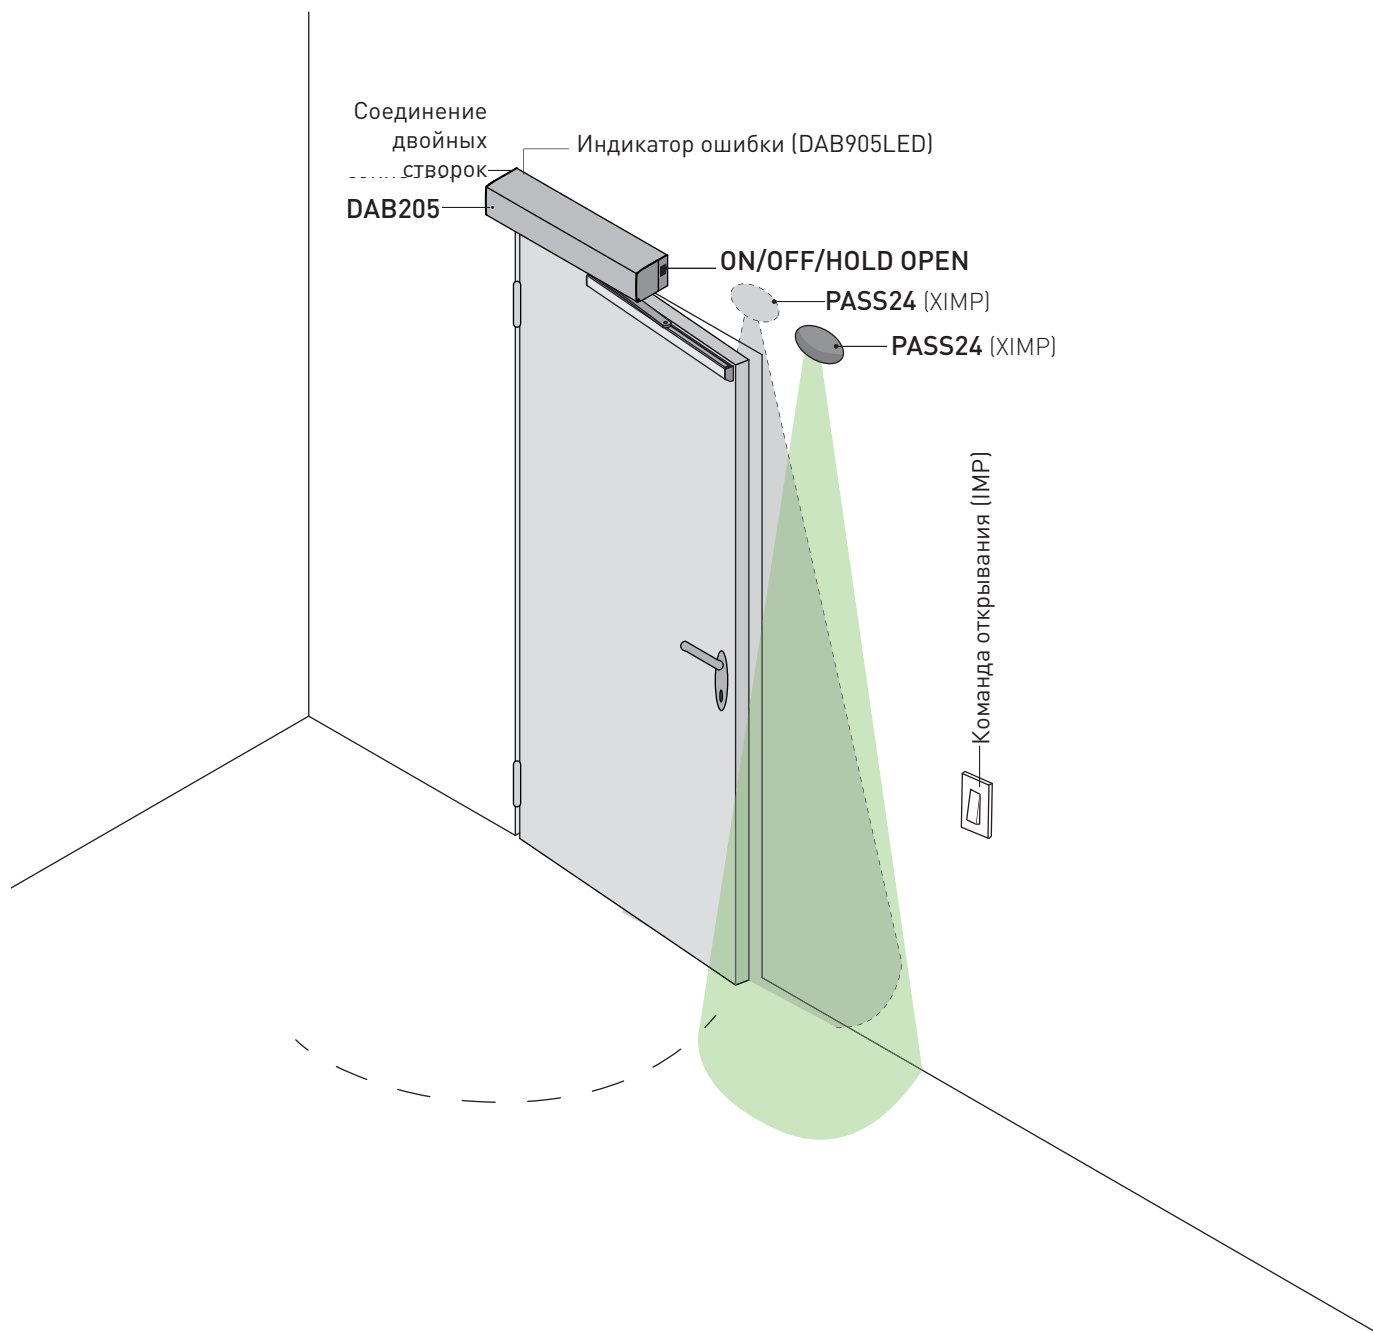 Соединение
двойных
створок
Индикатор ошибки (DAB905LED)
DAB205
ON/OFF/HOLD OPEN
PASS24 (XIMP)
PASS24 (XIMP)
Команда открывания (IMP)